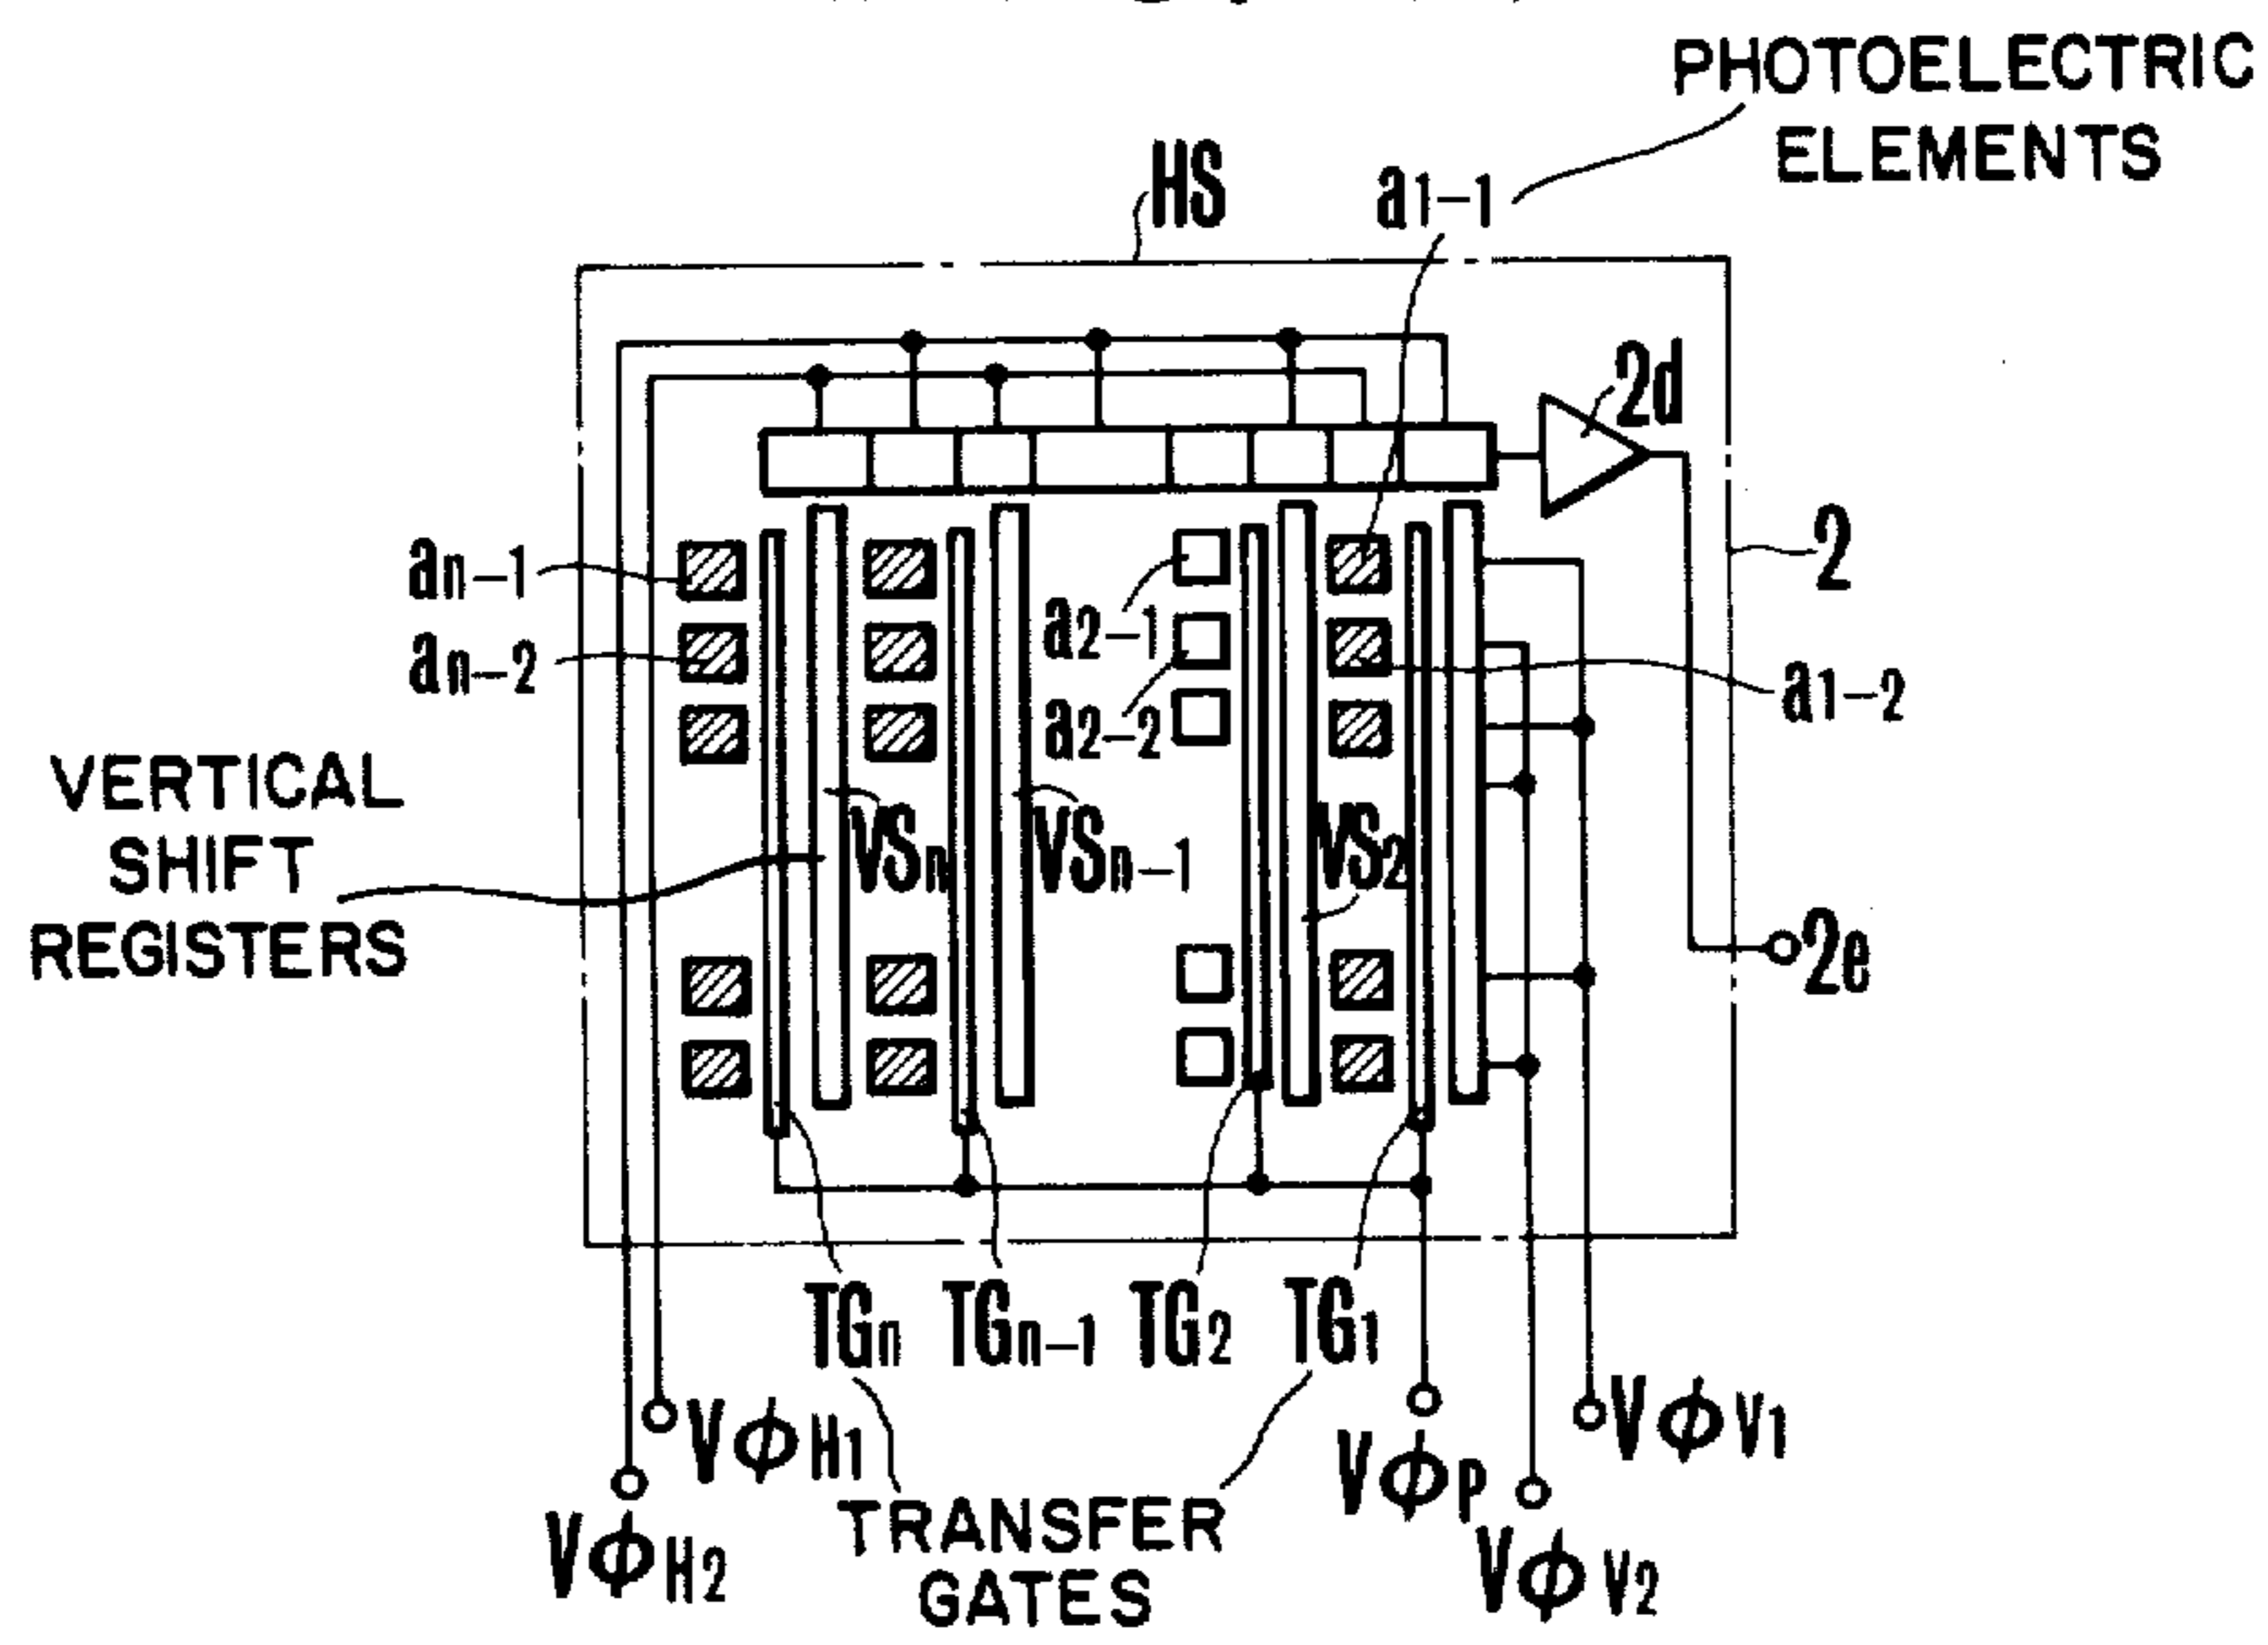 PHOTOELECTRIC
ELEMENTS
HS
a1-1
2d
2
an-1
an-2
a2-1
a2-2
a1-2
VERTICAL
SHIFT
REGISTERS
VSn
VSn-1
VS2
2e
TGn
TGn-1
TG2
TG1
VφH1
VφH2
VφP
VφV1
VφV2
TRANSFER
GATES